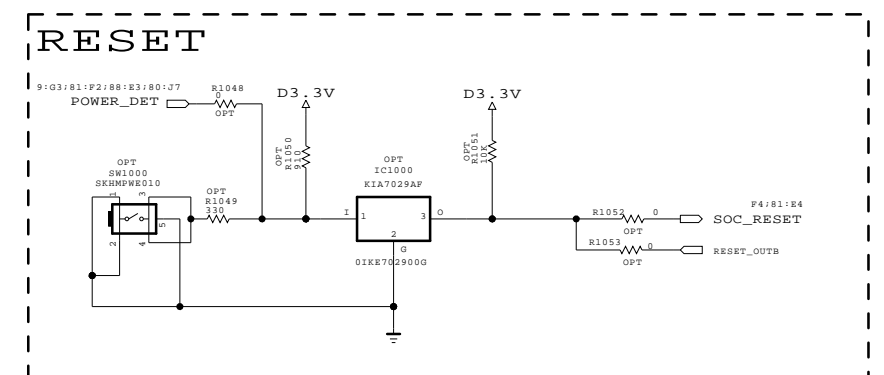 RESET
9:G3;81:F2;88:E3;80:J7
POWER_DET
R1048
0
OPT
D3.3V
OPT
R1050
910
D3.3V
OPT
R1051
10K
OPT
SW1000
SKHMPWE010
1
3
2
4
5
OPT
R1049
330
OPT
IC1000
KIA7029AF
I
1
3
O
2
G
0IKE702900G
R1052
0
OPT
F4;81:E4
SOC_RESET
R1053
0
OPT
RESET_OUTB